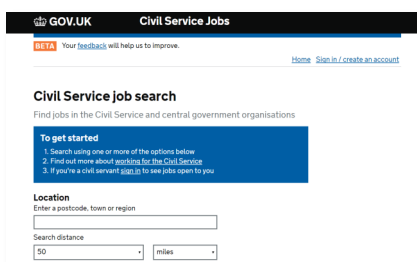 GOV.UK Civil Service Jobs
BETA Your feedback will help us to improve.
Home Sign in / create an account
Civil Service job search
Find jobs in the Civil Service and central government organisations
To get started
1. Search using one or more of the options below
2. Find out more about working for the Civil Service
3. If you're a civil servant sign in to see jobs open to you
Location
Enter a postcode, town or region
Search distance
50 miles